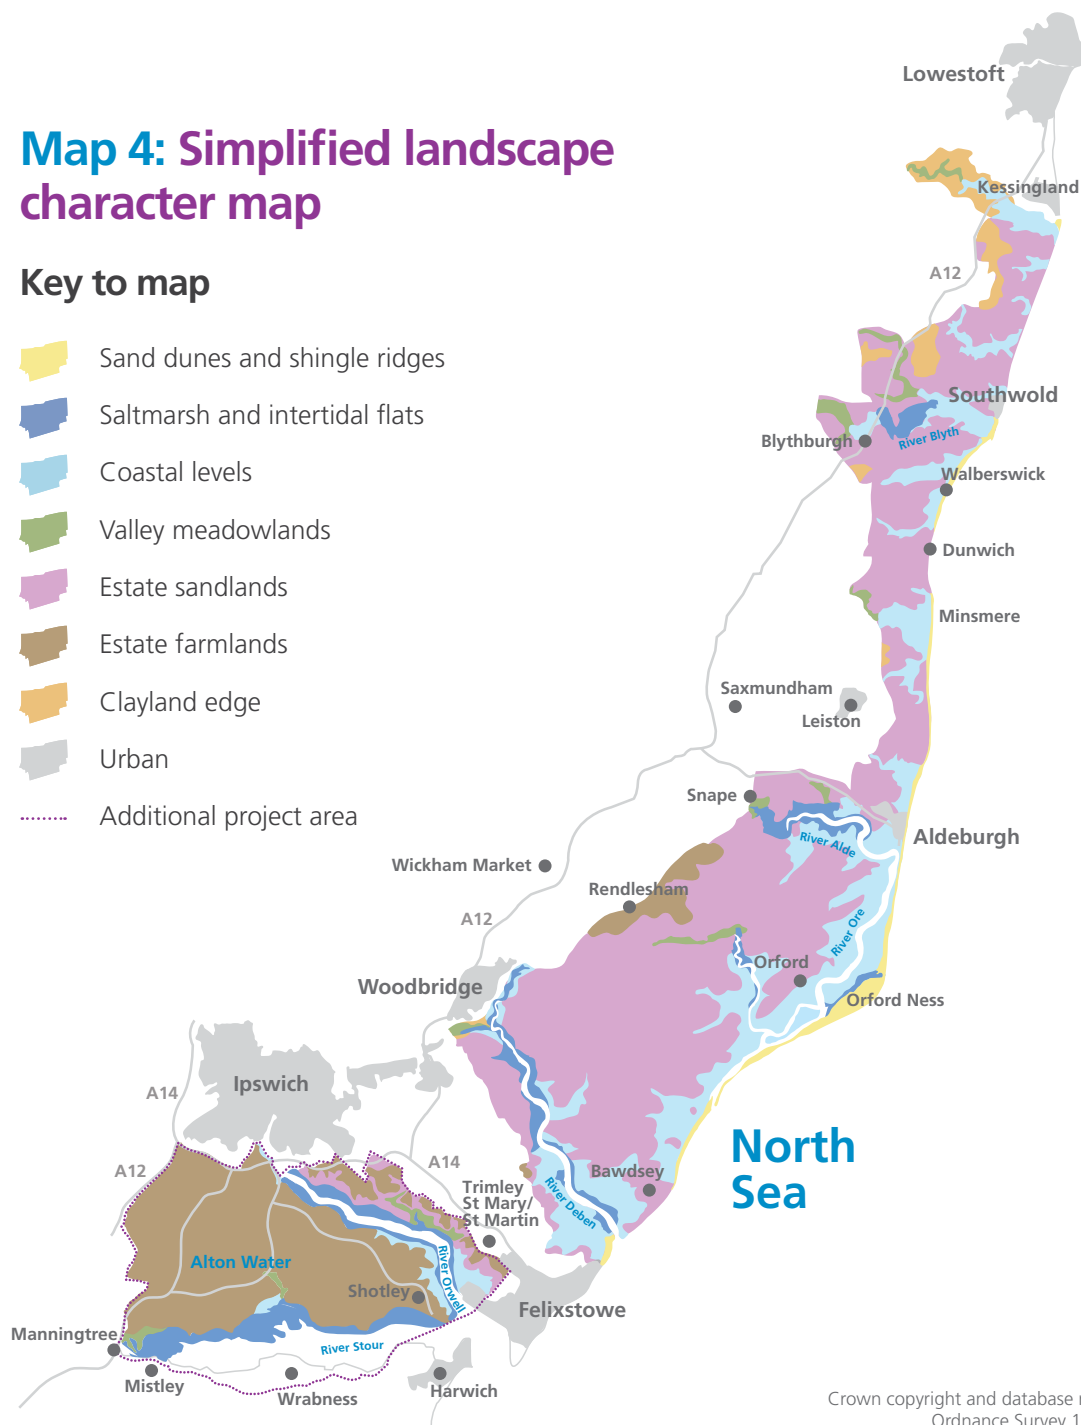 Map 4: Simplified landscape
character map
Key to map
Sand dunes and shingle ridges
Saltmarsh and intertidal flats
Coastal levels
Valley meadowlands
Estate sandlands
Estate farmlands
Clayland edge
Urban
Additional project area
Lowestoft
Kessingland
A12
Southwold
Blythburgh
River Blyth
Walberswick
Dunwich
Minsmere
Saxmundham
Leiston
Snape
River Alde
Aldeburgh
Wickham Market
Rendlesham
A12
River Ore
Orford
Woodbridge
Orford Ness
Ipswich
A14
North
Sea
A12
A14
Bawdsey
Trimley
St Mary/
St Martin
River Deben
Alton Water
River Orwell
Shotley
Felixstowe
Manningtree
River Stour
Mistley
Wrabness
Harwich
Crown copyright and database
Ordnance Survey 1